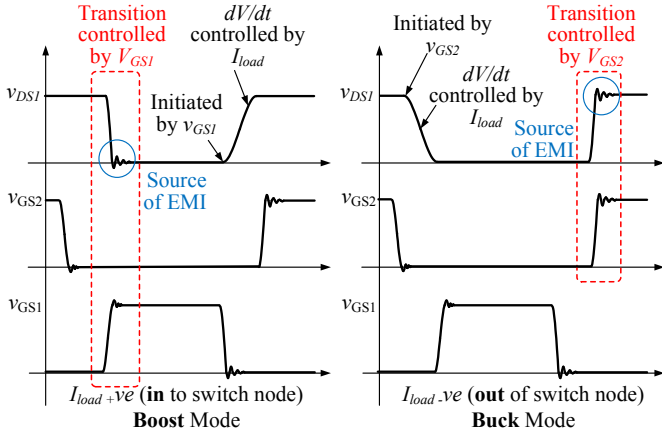 Transition
controlled
by VGS1
dV/dt
controlled by
Iload
Initiated
by vGS1
vDS1
Source
of EMI
vGS2
vGS1
Iload +ve (in to switch node)
Boost Mode
Initiated by
vGS2
dV/dt
controlled by
Iload
Transition
controlled
by VGS2
vDS1
Source
of EMI
vGS2
vGS1
Iload -ve (out of switch node)
Buck Mode